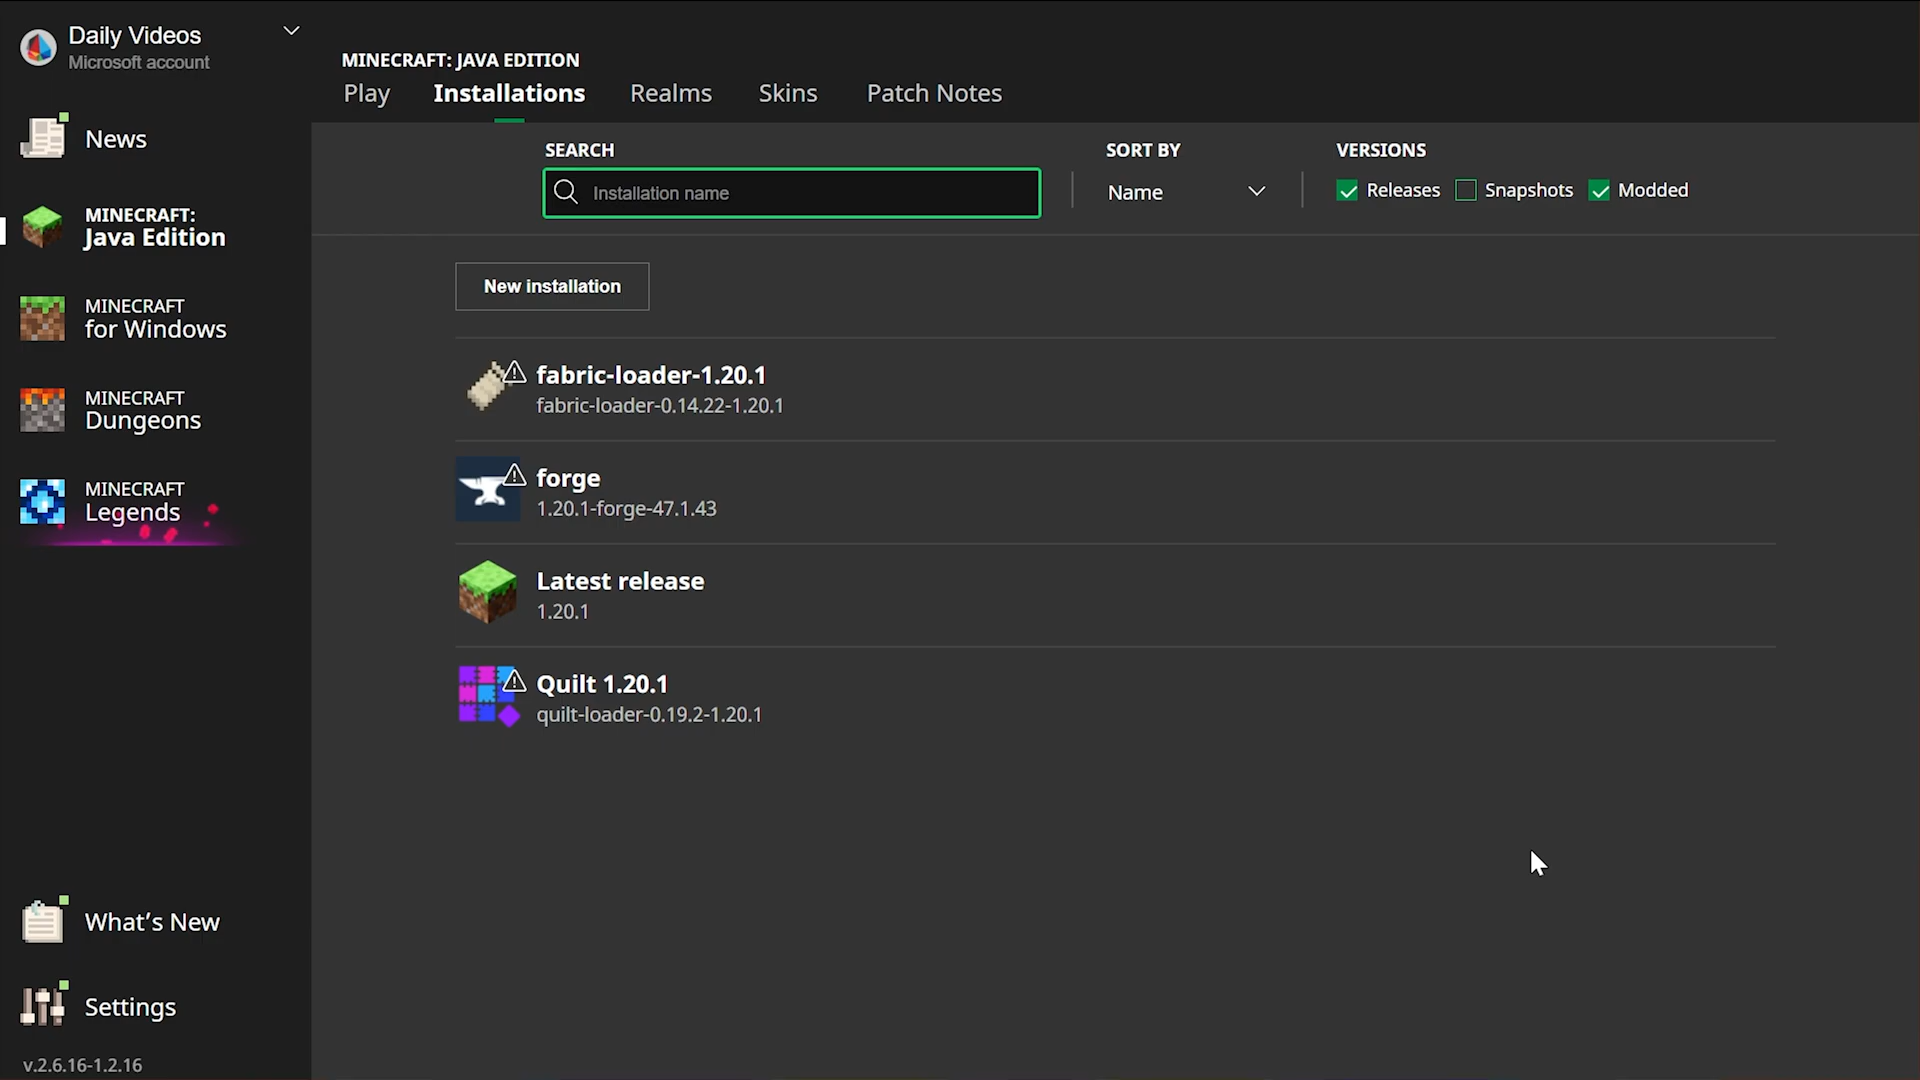 Daily Videos
Microsoft account
News
MINECRAFT:
Java Edition
MINECRAFT
for Windows
MINECRAFT
Dungeons
MINECRAFT
Legends
What's New
Settings
v.2.6.16-1.2.16
MINECRAFT: JAVA EDITION
Play Installations Realms Skins Patch Notes
SEARCH SORT BY VERSIONS
Installation name Name Releases Snapshots Modded
New installation
fabric-loader-1.20.1
fabric-loader-0.14.22-1.20.1
forge
1.20.1-forge-47.1.43
Latest release
1.20.1
Quilt 1.20.1
quilt-loader-0.19.2-1.20.1